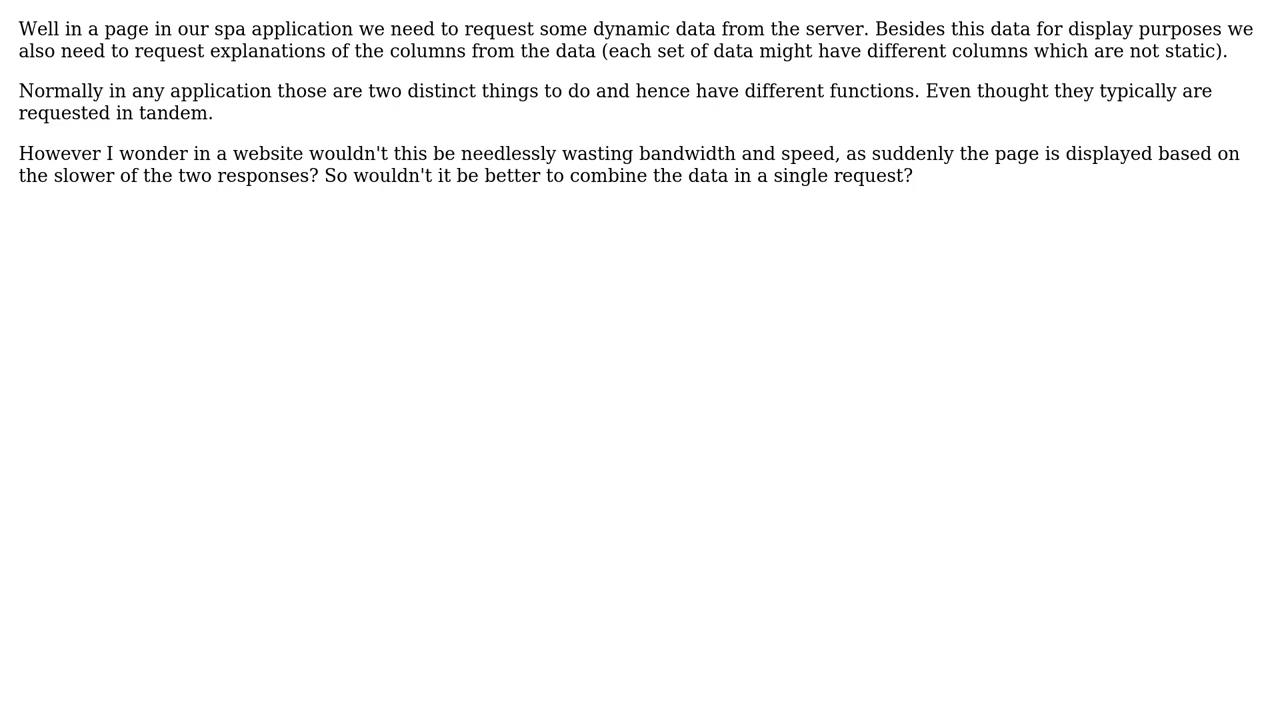 Well in a page in our spa application we need to request some dynamic data from the server. Besides this data for display purposes we
also need to request explanations of the columns from the data (each set of data might have different columns which are not static).
Normally in any application those are two distinct things to do and hence have different functions. Even thought they typically are
requested in tandem.
However I wonder in a website wouldn't this be needlessly wasting bandwidth and speed, as suddenly the page is displayed based on
the slower of the two responses? So wouldn't it be better to combine the data in a single request?